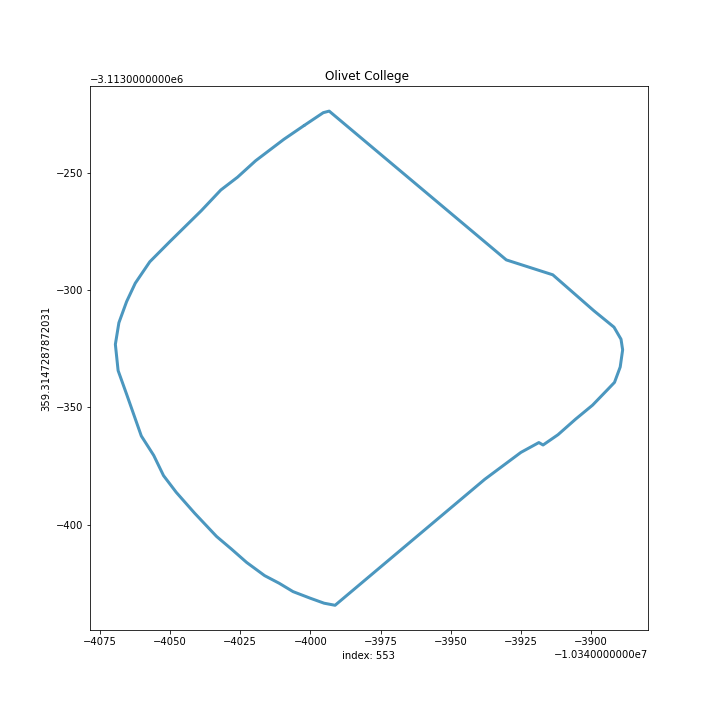 Olivet College
−3.1130000000e6
−250
−300
−350
−400
359.3147287872031
−4075 −4050 −4025 −4000 −3975 −3950 −3925 −3900
index: 553
−1.0340000000e7